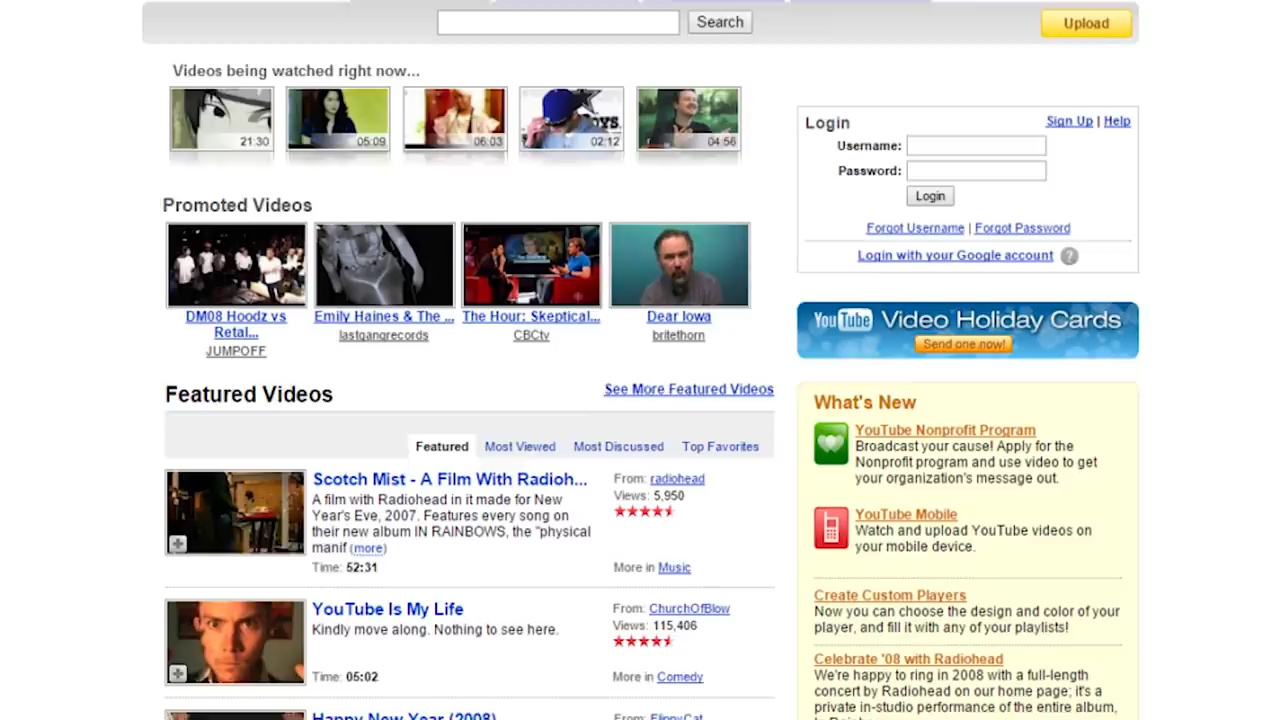 Search
Upload
Videos being watched right now...
21:30
05:09
06:03
02:12
04:56
Login
Sign Up | Help
Username:
Password:
Login
Forgot Username | Forgot Password
Login with your Google account ?
Promoted Videos
DM08 Hoodz vs
Retal...
JUMPOFF
Emily Haines & The ...
lastgangrecords
The Hour: Skeptical...
CBCtv
Dear Iowa
britethorn
YouTube Video Holiday Cards
Send one now!
Featured Videos
See More Featured Videos
Featured Most Viewed Most Discussed Top Favorites
Scotch Mist - A Film With Radioh...
A film with Radiohead in it made for New
Year's Eve, 2007. Features every song on
their new album IN RAINBOWS, the "physical
manif (more)
Time: 52:31
From: radiohead
Views: 5,950
More in Music
YouTube Is My Life
Kindly move along. Nothing to see here.
Time: 05:02
From: ChurchOfBlow
Views: 115,406
More in Comedy
Happy New Year (2008)
From: FlippyCat
What's New
YouTube Nonprofit Program
Broadcast your cause! Apply for the
Nonprofit program and use video to get
your organization's message out.
YouTube Mobile
Watch and upload YouTube videos on
your mobile device.
Create Custom Players
Now you can choose the design and color of your
player, and fill it with any of your playlists!
Celebrate '08 with Radiohead
We're happy to ring in 2008 with a full-length
concert by Radiohead on our home page; it's a
private in-studio performance of the entire album,